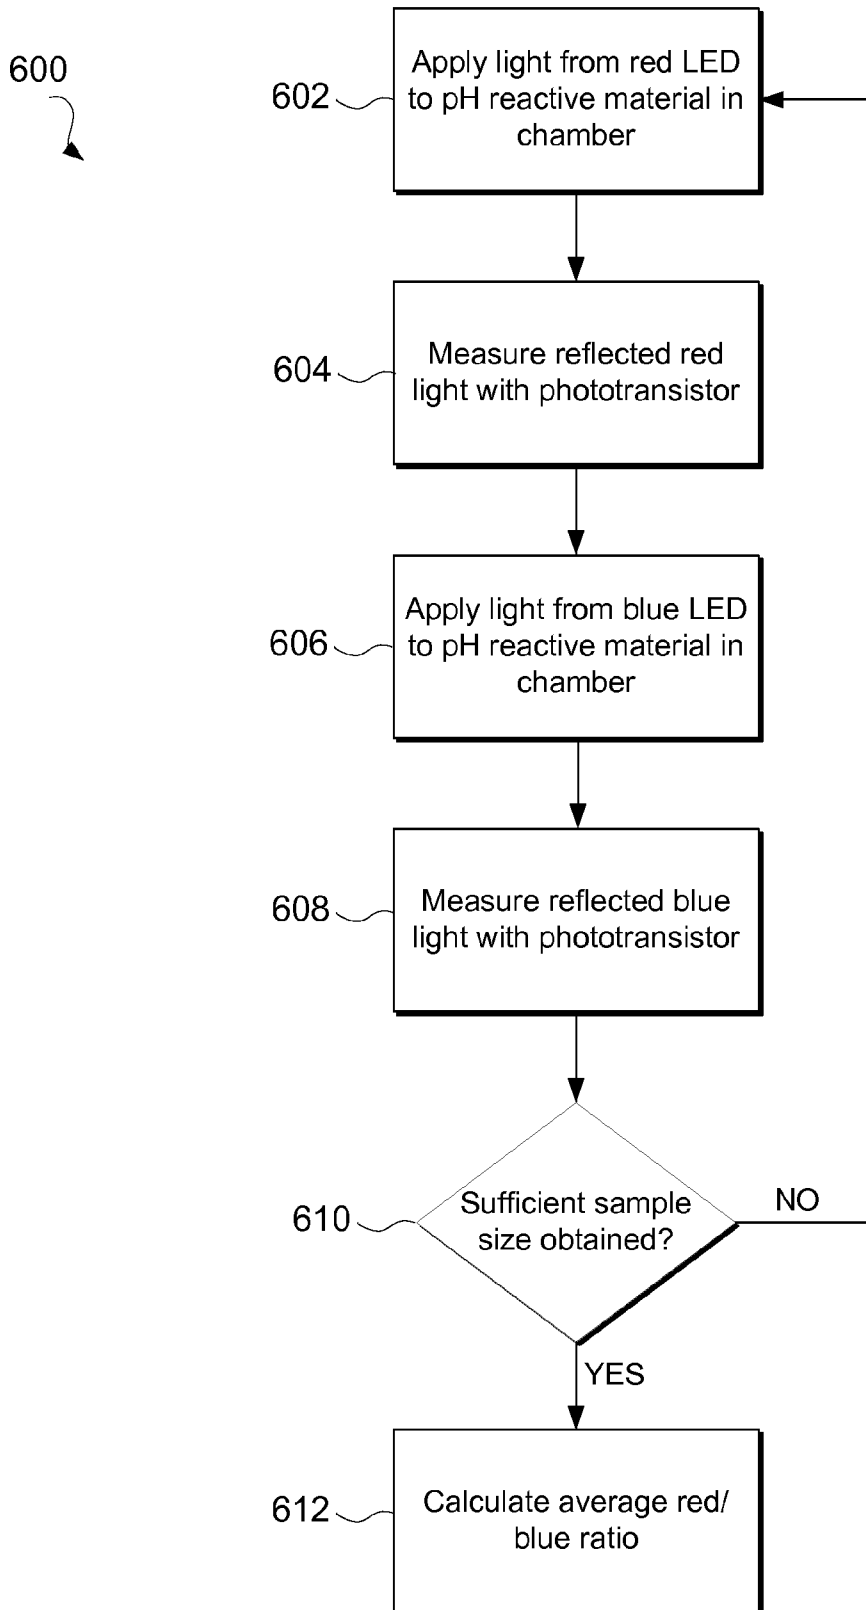 600
602
Apply light from red LED
to pH reactive material in
chamber
604
Measure reflected red
light with phototransistor
606
Apply light from blue LED
to pH reactive material in
chamber
608
Measure reflected blue
light with phototransistor
610
Sufficient sample
size obtained?
NO
YES
612
Calculate average red/
blue ratio